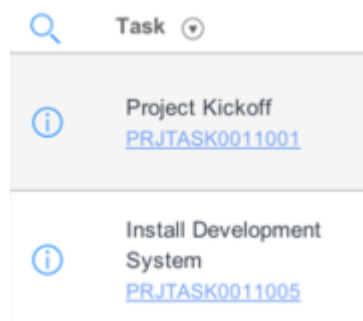 Task
Project Kickoff
PRJTASK0011001
Install Development
System
PRJTASK0011005